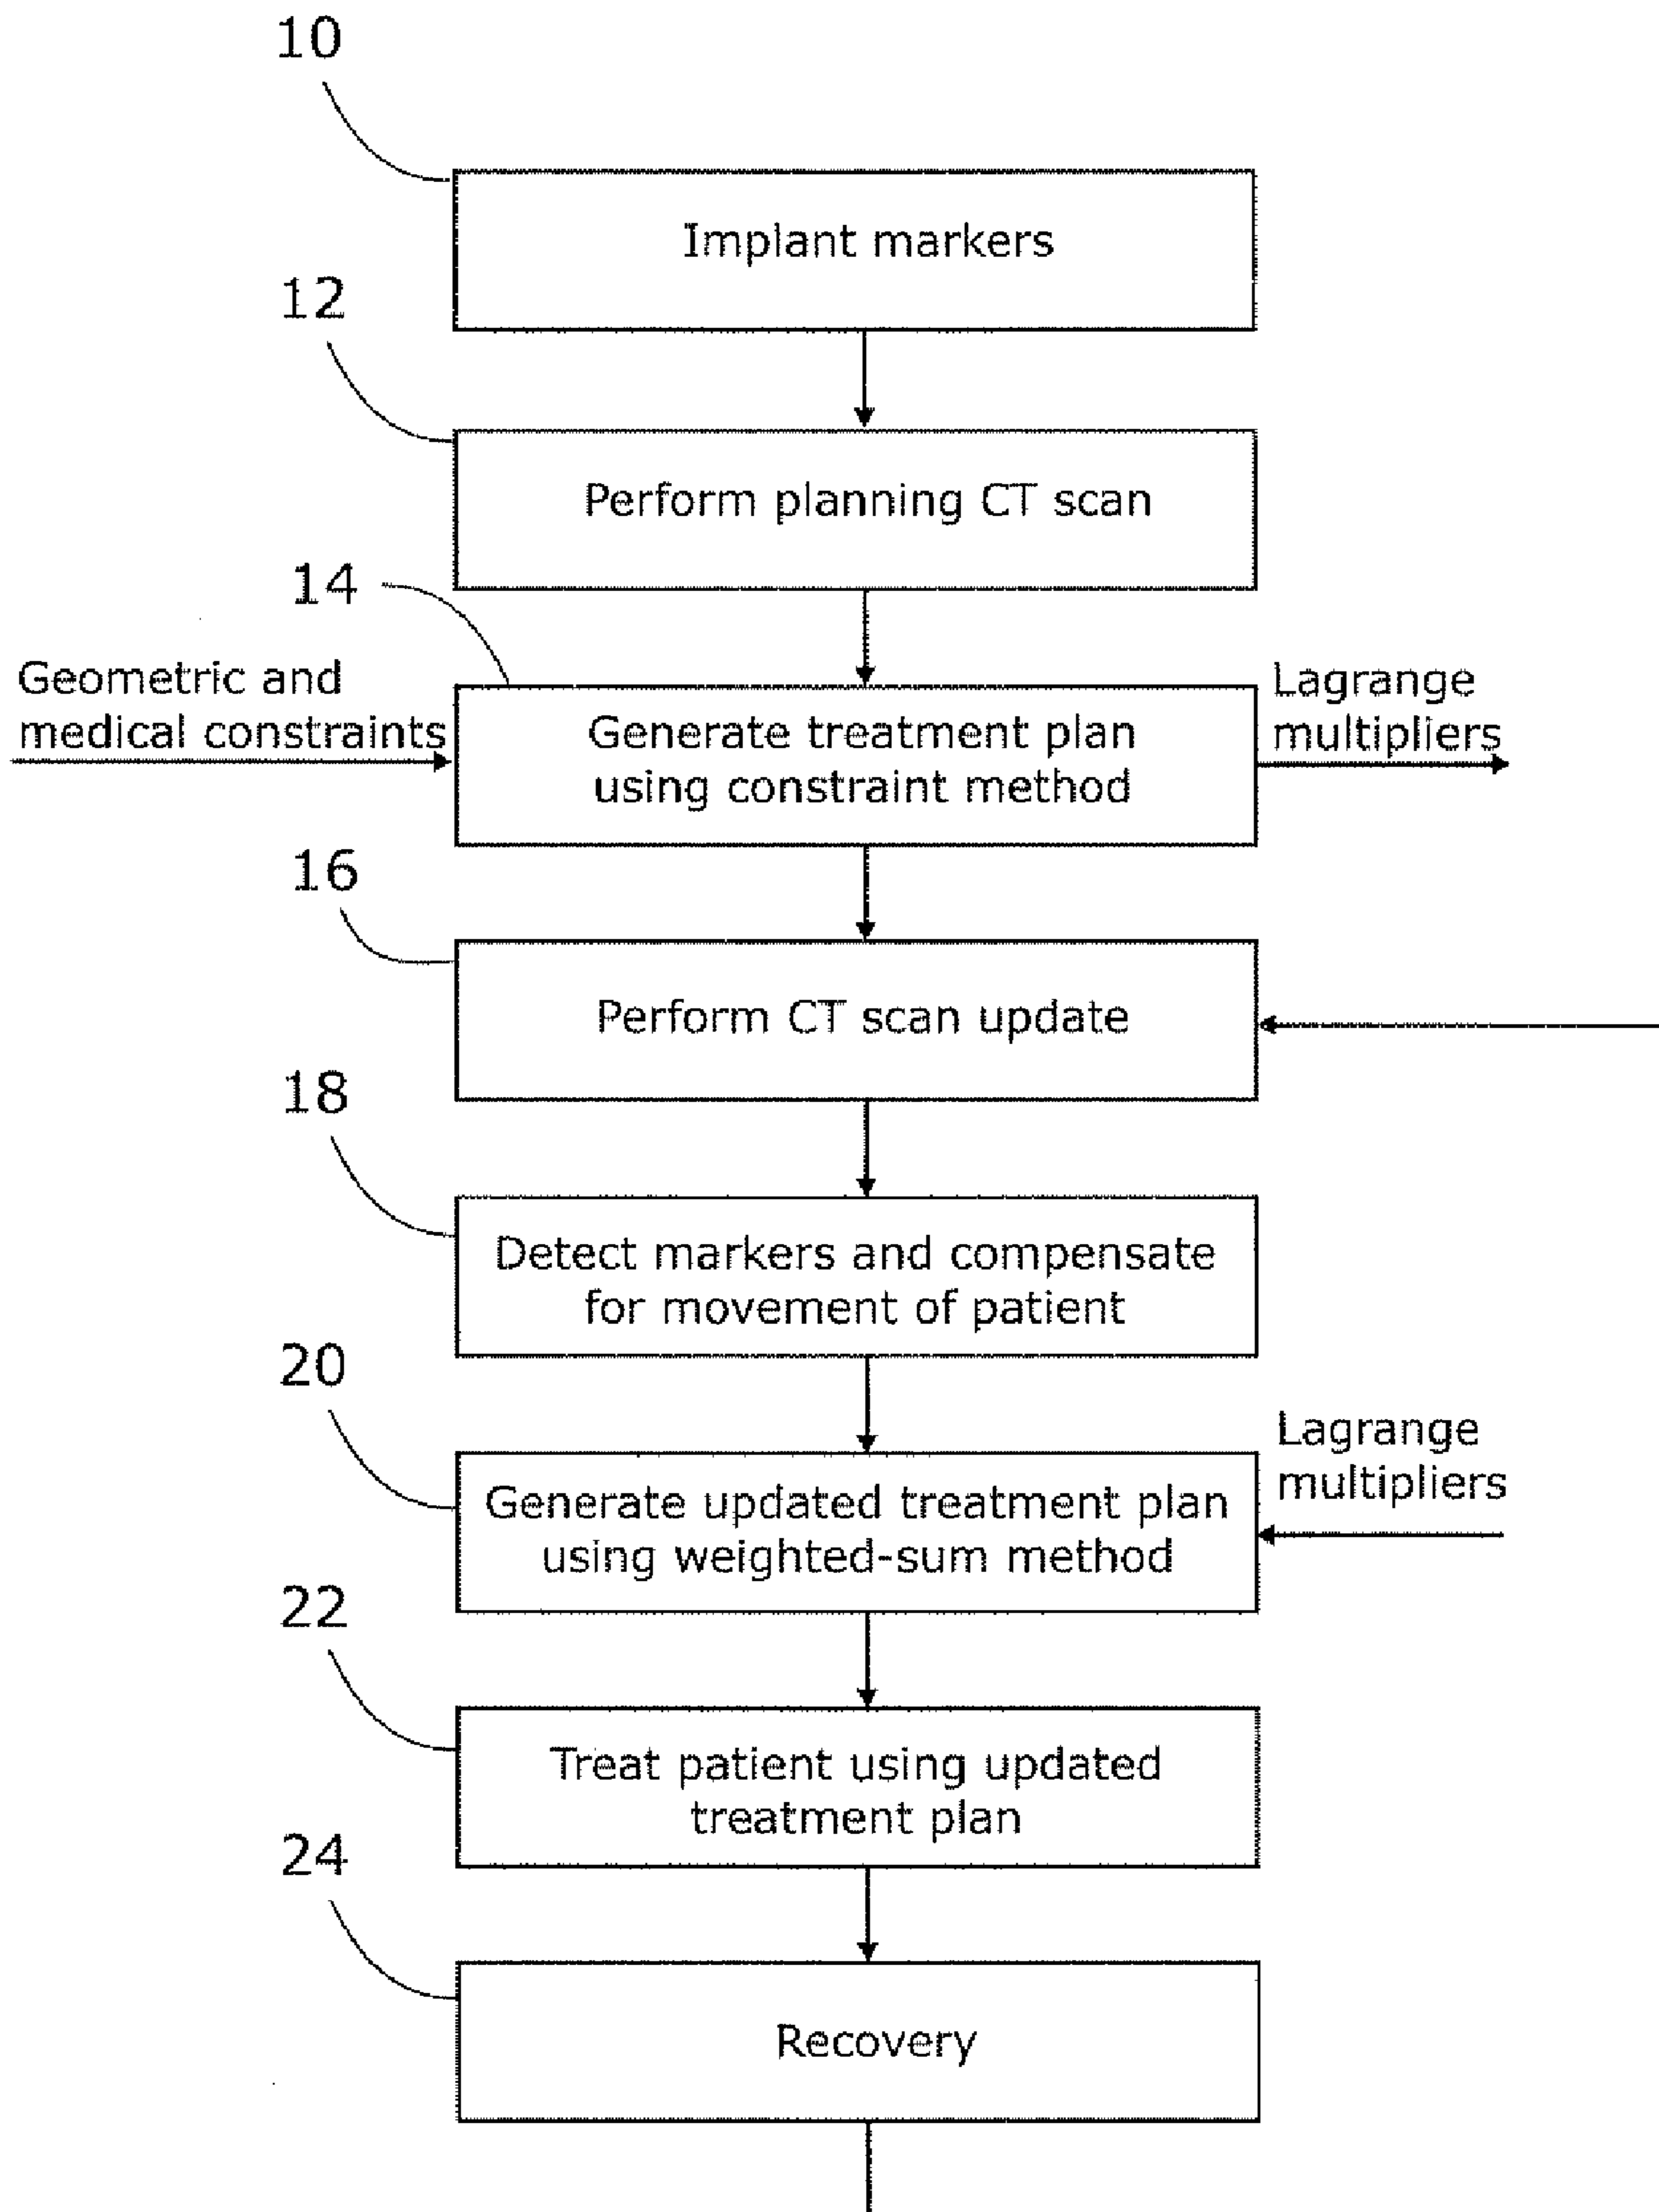 10
Implant markers
12
Perform planning CT scan
14
Geometric and
medical constraints
Generate treatment plan
using constraint method
Lagrange
multipliers
16
Perform CT scan update
18
Detect markers and compensate
for movement of patient
20
Generate updated treatment plan
using weighted-sum method
Lagrange
multipliers
22
Treat patient using updated
treatment plan
24
Recovery